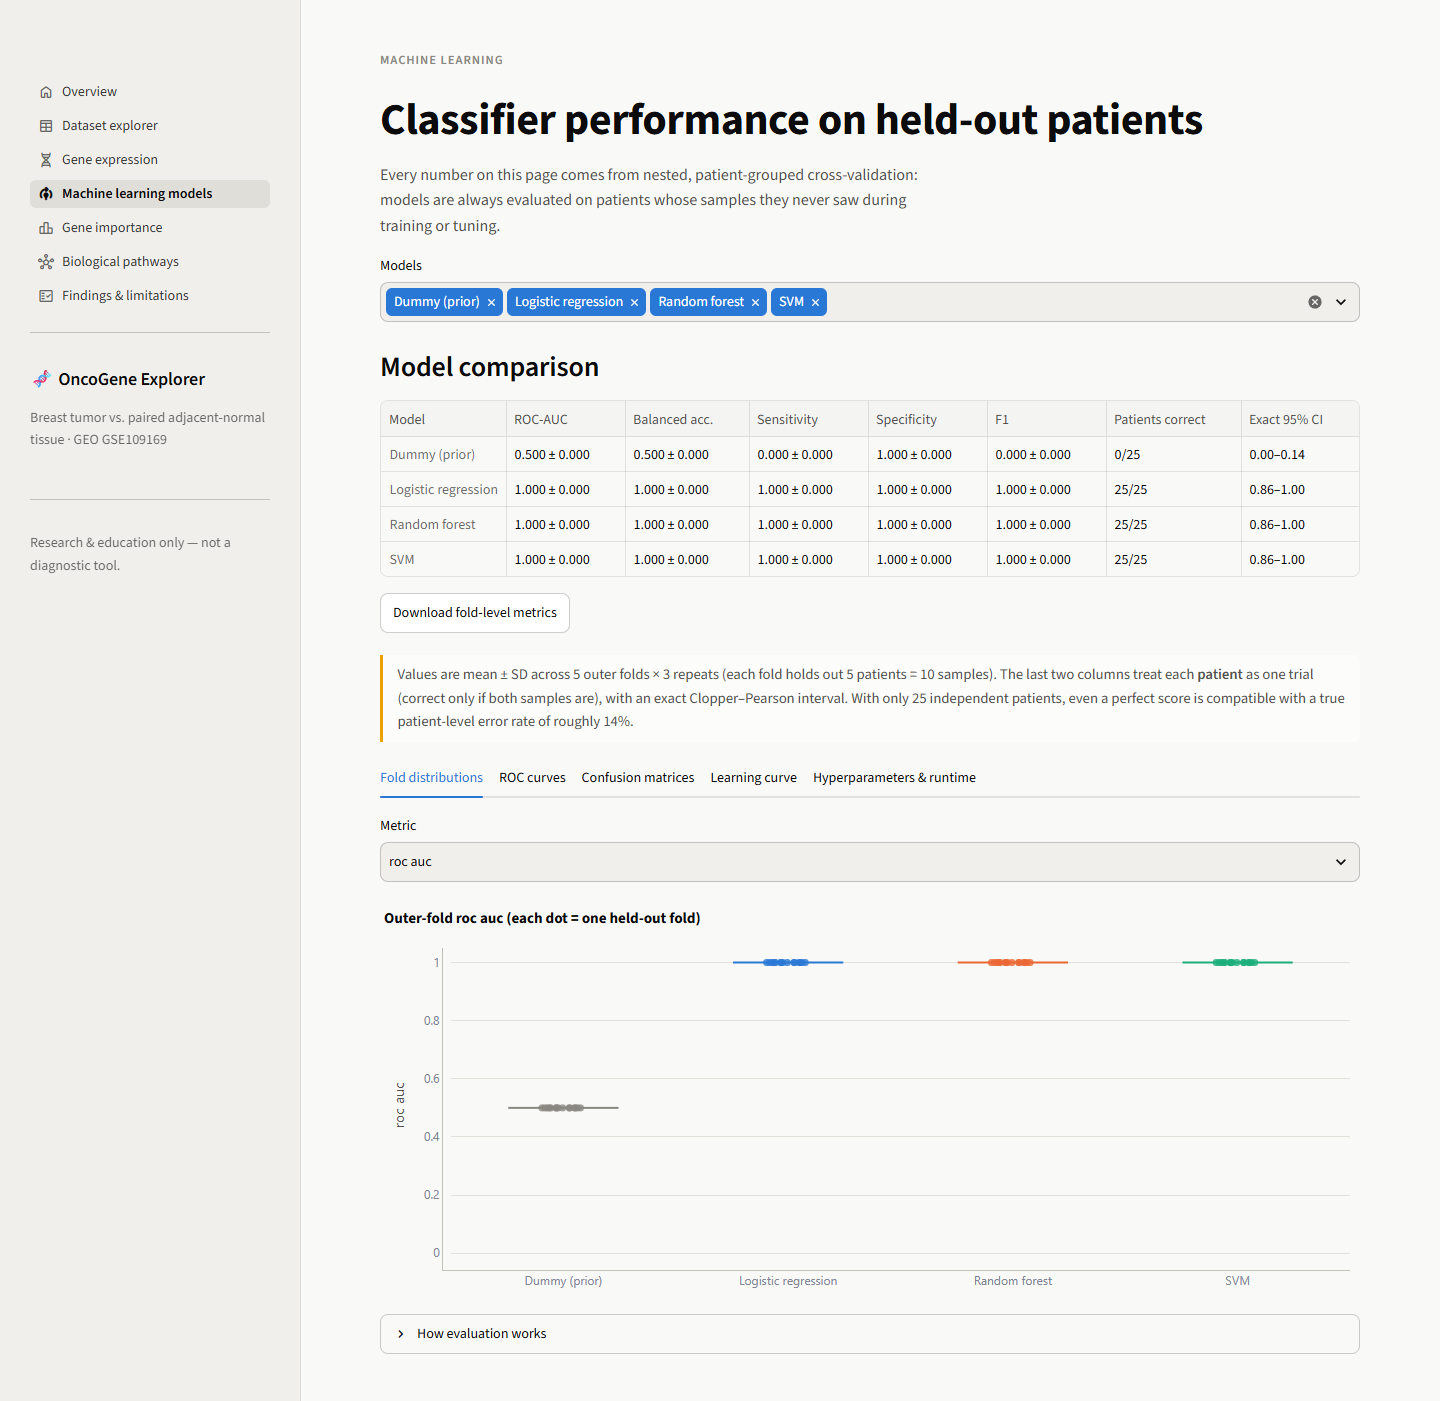 Overview
Dataset explorer
Gene expression
Machine learning models
Gene importance
Biological pathways
Findings & limitations
OncoGene Explorer
Breast tumor vs. paired adjacent-normal
tissue · GEO GSE109169
Research & education only — not a
diagnostic tool.
MACHINE LEARNING
Classifier performance on held-out patients
Every number on this page comes from nested, patient-grouped cross-validation:
models are always evaluated on patients whose samples they never saw during
training or tuning.
Models
Dummy (prior) × Logistic regression × Random forest × SVM ×
Model comparison
Model ROC-AUC Balanced acc. Sensitivity Specificity F1 Patients correct Exact 95% CI
Dummy (prior) 0.500 ± 0.000 0.500 ± 0.000 0.000 ± 0.000 1.000 ± 0.000 0.000 ± 0.000 0/25 0.00–0.14
Logistic regression 1.000 ± 0.000 1.000 ± 0.000 1.000 ± 0.000 1.000 ± 0.000 1.000 ± 0.000 25/25 0.86–1.00
Random forest 1.000 ± 0.000 1.000 ± 0.000 1.000 ± 0.000 1.000 ± 0.000 1.000 ± 0.000 25/25 0.86–1.00
SVM 1.000 ± 0.000 1.000 ± 0.000 1.000 ± 0.000 1.000 ± 0.000 1.000 ± 0.000 25/25 0.86–1.00
Download fold-level metrics
Values are mean ± SD across 5 outer folds × 3 repeats (each fold holds out 5 patients = 10 samples). The last two columns treat each patient as one trial
(correct only if both samples are), with an exact Clopper–Pearson interval. With only 25 independent patients, even a perfect score is compatible with a true
patient-level error rate of roughly 14%.
Fold distributions ROC curves Confusion matrices Learning curve Hyperparameters & runtime
Metric
roc auc
Outer-fold roc auc (each dot = one held-out fold)
1
0.8
0.6
0.4
0.2
0
roc auc
Dummy (prior) Logistic regression Random forest SVM
How evaluation works